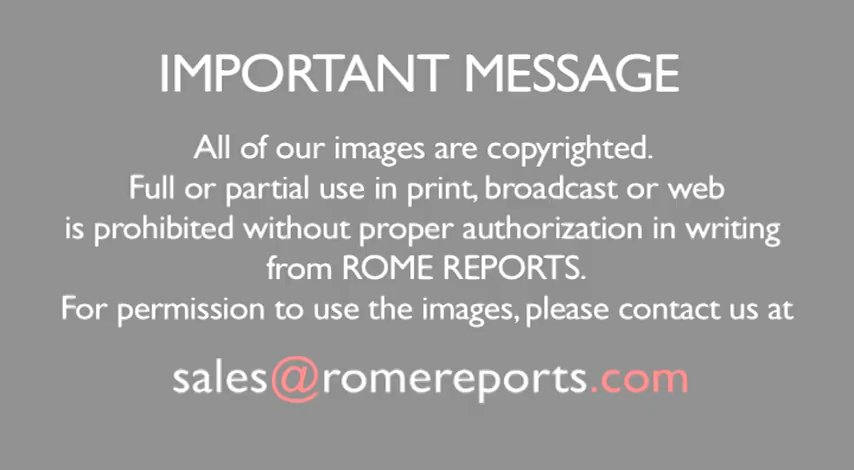 IMPORTANT MESSAGE
All of our images are copyrighted.
Full or partial use in print, broadcast or web
is prohibited without proper authorization in writing
from ROME REPORTS.
For permission to use the images, please contact us at
sales@romereports.com